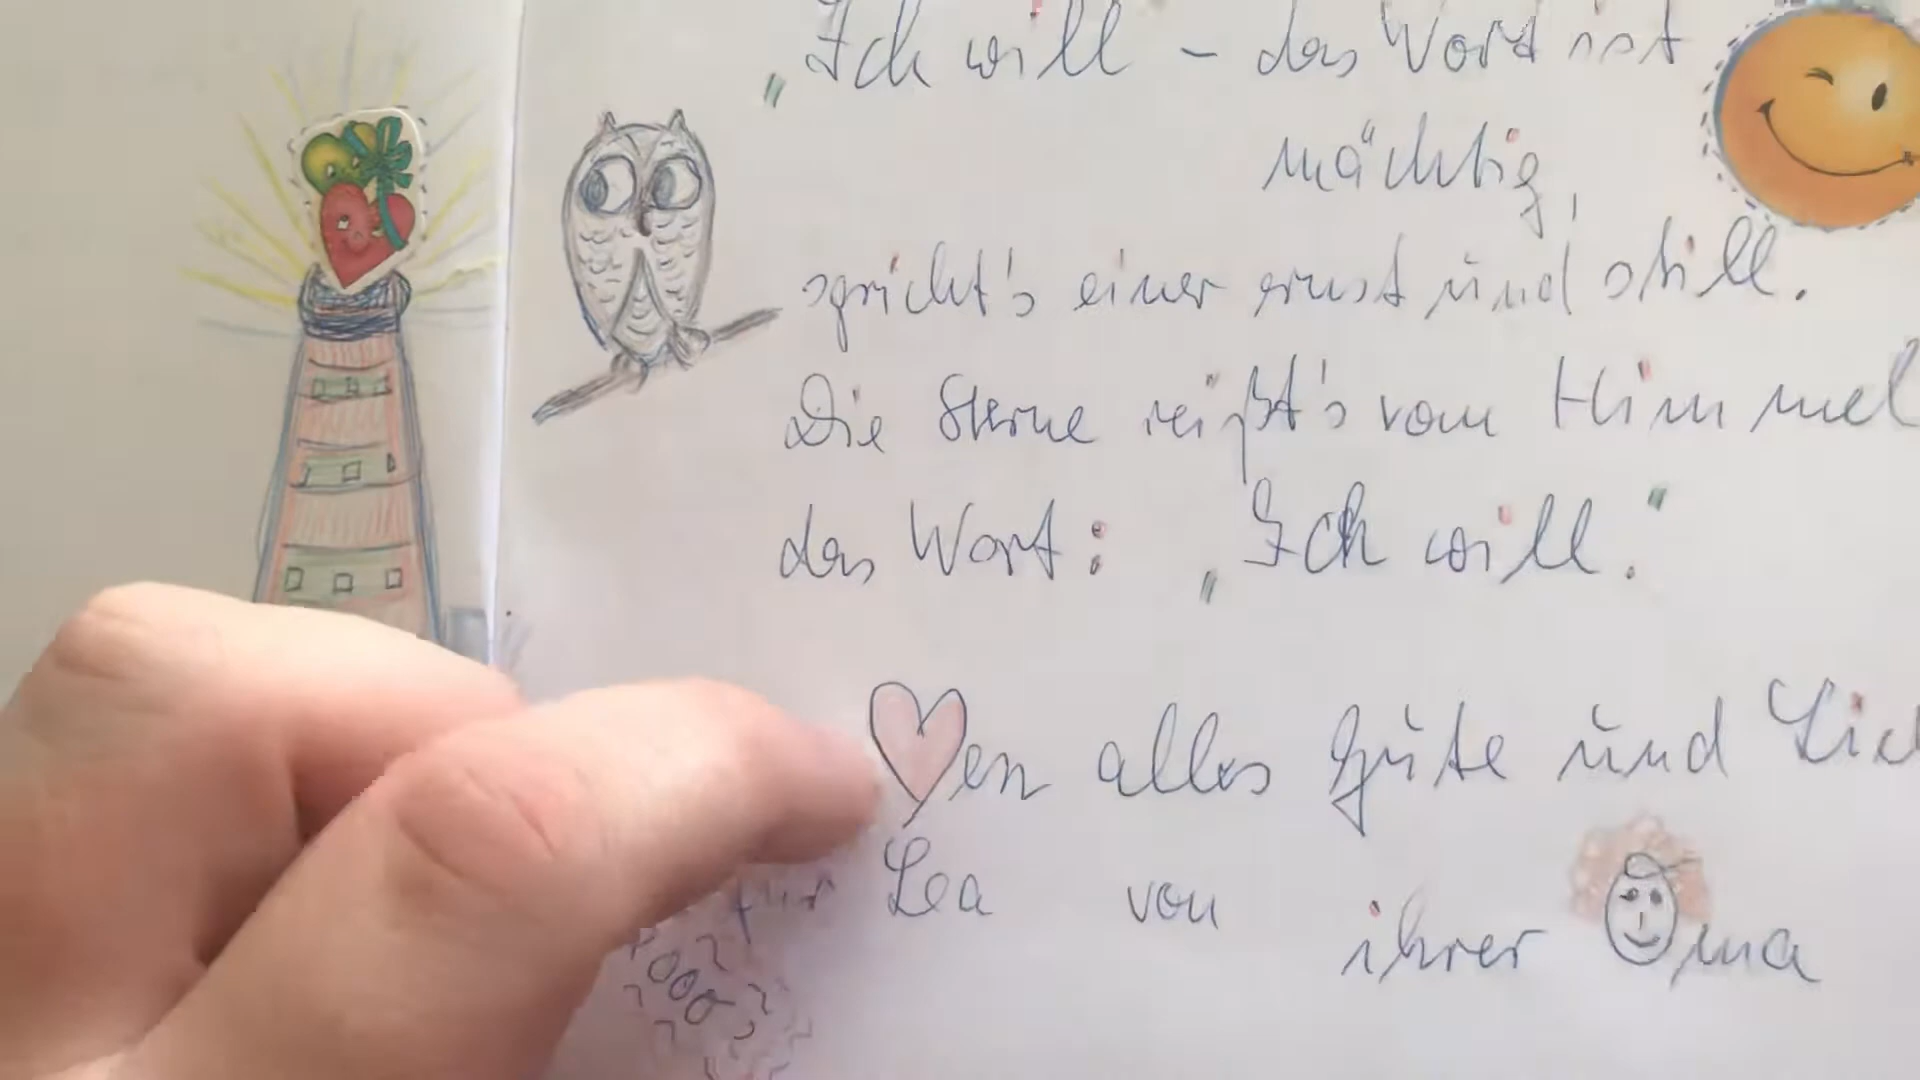 „Ich will – das Wort ist
mächtig,
spricht's einer ernst und still.
Die Sterne reißt's vom Himmel
das Wort: „Ich will."
en alles Gute und
für Lea von ihrer Oma